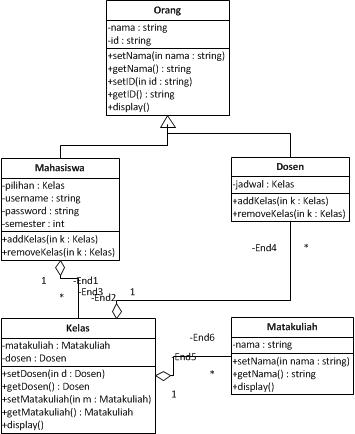 Orang
-nama : string
-id : string
+setNama(in nama : string)
+getNama() : string
+setID(in id : string)
+getID() : string
+display()
Mahasiswa
-pilihan : Kelas
-username : string
-password : string
-semester : int
+addKelas(in k : Kelas)
+removeKelas(in k : Kelas)
Dosen
-jadwal : Kelas
+addKelas(in k : Kelas)
+removeKelas(in k : Kelas)
-End4
*
1
-End1
-End3
*
-End2
1
Kelas
-matakuliah : Matakuliah
-dosen : Dosen
+setDosen(in d : Dosen)
+getDosen() : Dosen
+setMatakuliah(in m : Matakuliah)
+getMatakuliah() : Matakuliah
+display()
-End6
-End5
*
1
Matakuliah
-nama : string
+setNama(in nama : string)
+getNama() : string
+display()